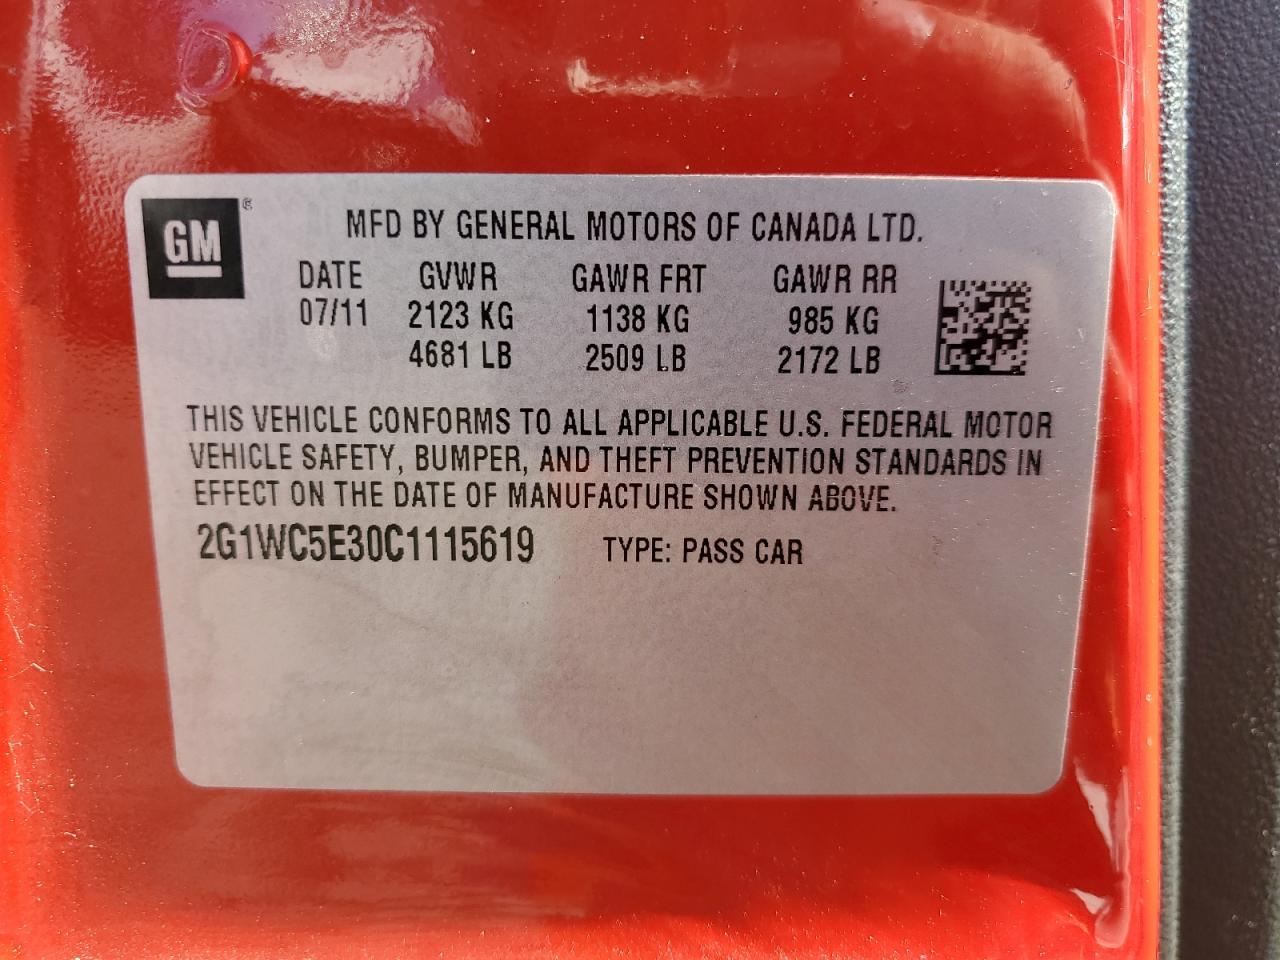 GM®
MFD BY GENERAL MOTORS OF CANADA LTD.
DATE GVWR GAWR FRT GAWR RR
07/11 2123 KG 1138 KG 985 KG
4681 LB 2509 LB 2172 LB
THIS VEHICLE CONFORMS TO ALL APPLICABLE U.S. FEDERAL MOTOR
VEHICLE SAFETY, BUMPER, AND THEFT PREVENTION STANDARDS IN
EFFECT ON THE DATE OF MANUFACTURE SHOWN ABOVE.
2G1WC5E30C1115619 TYPE: PASS CAR